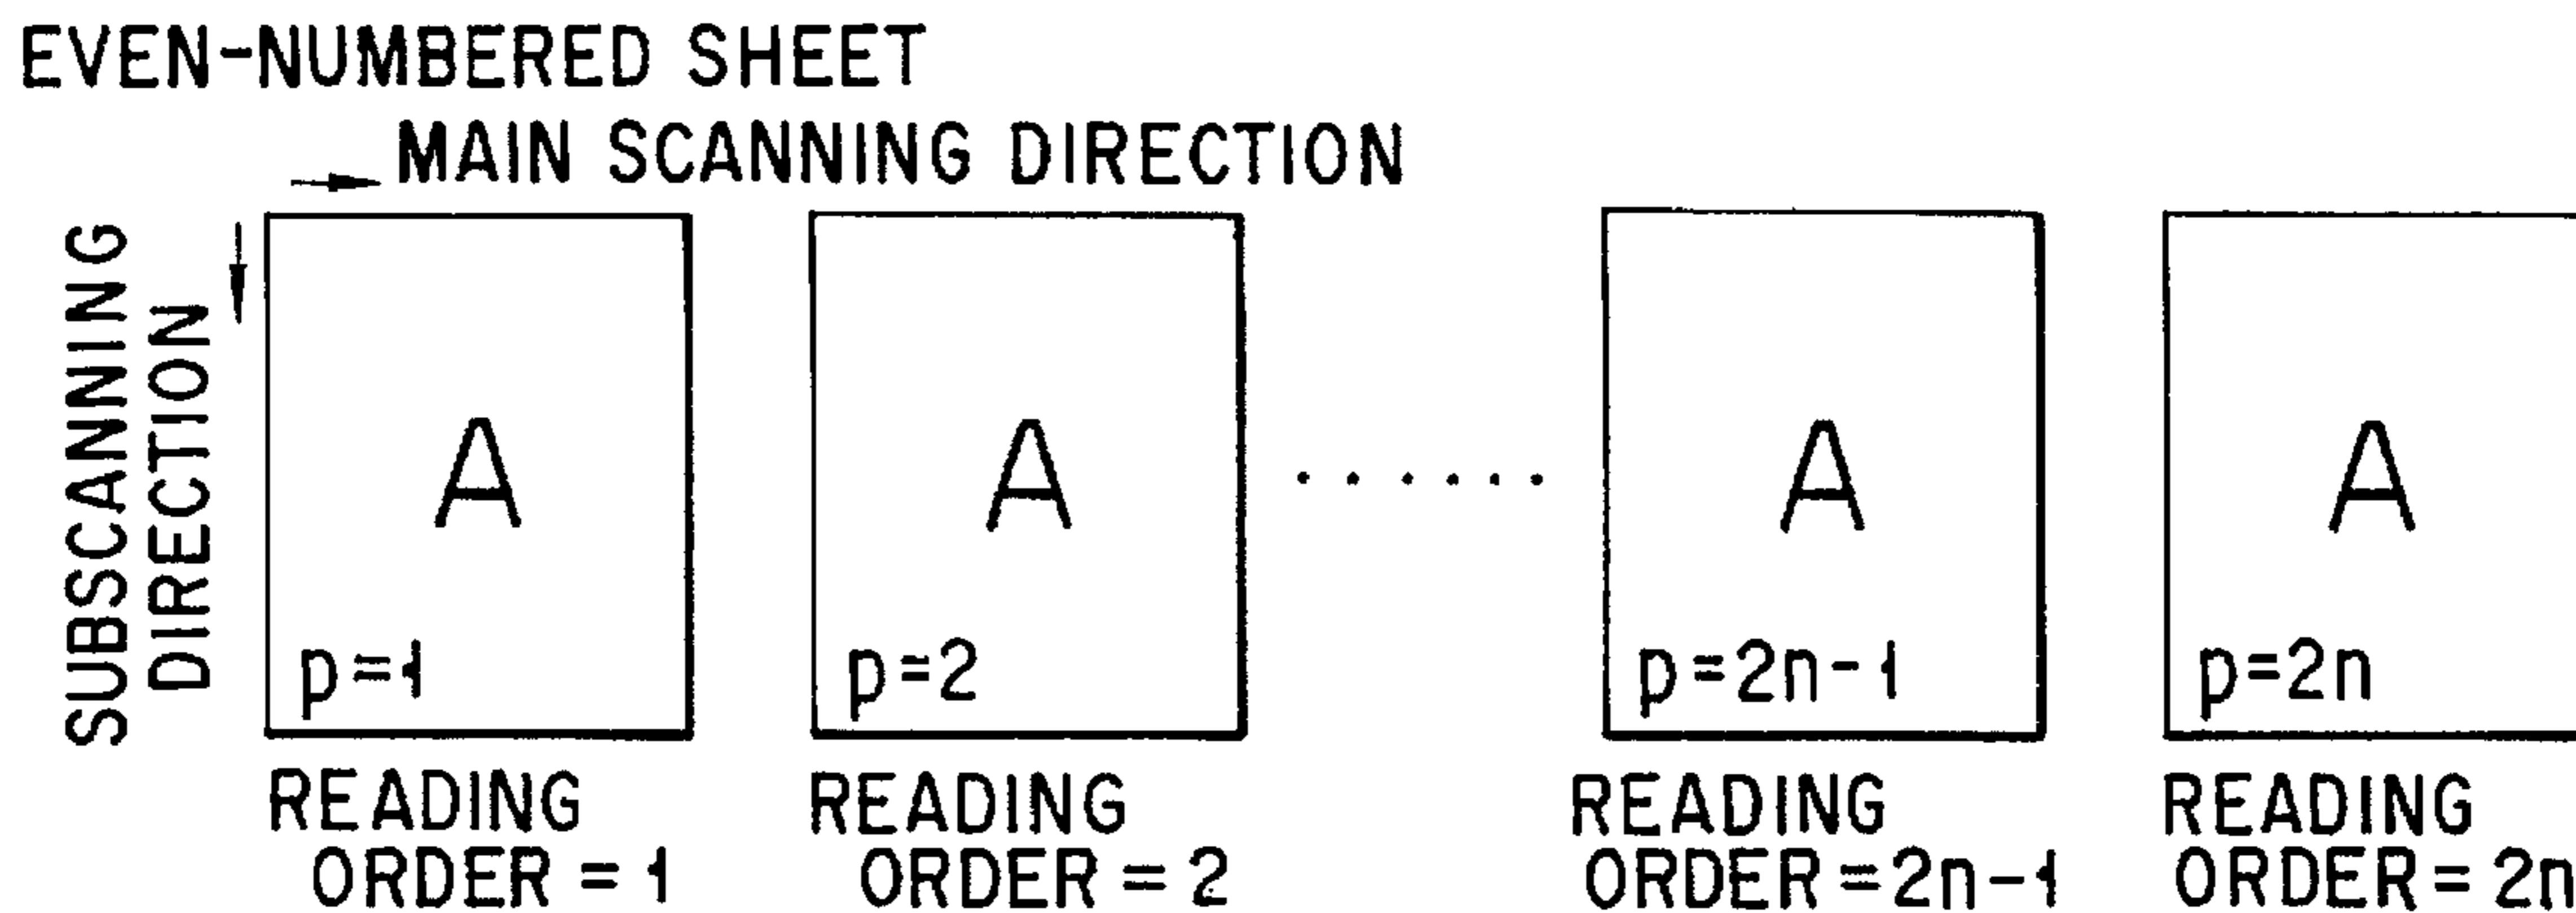 EVEN-NUMBERED SHEET
MAIN SCANNING DIRECTION
SUBSCANNING
DIRECTION
A
p=1
READING
ORDER = 1
A
p=2
READING
ORDER = 2
A
p=2n-1
READING
ORDER = 2n-1
A
p=2n
READING
ORDER = 2n